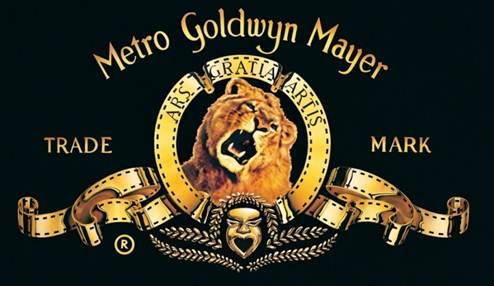 Metro Goldwyn Mayer
ARS GRATIA ARTIS
TRADE MARK
®